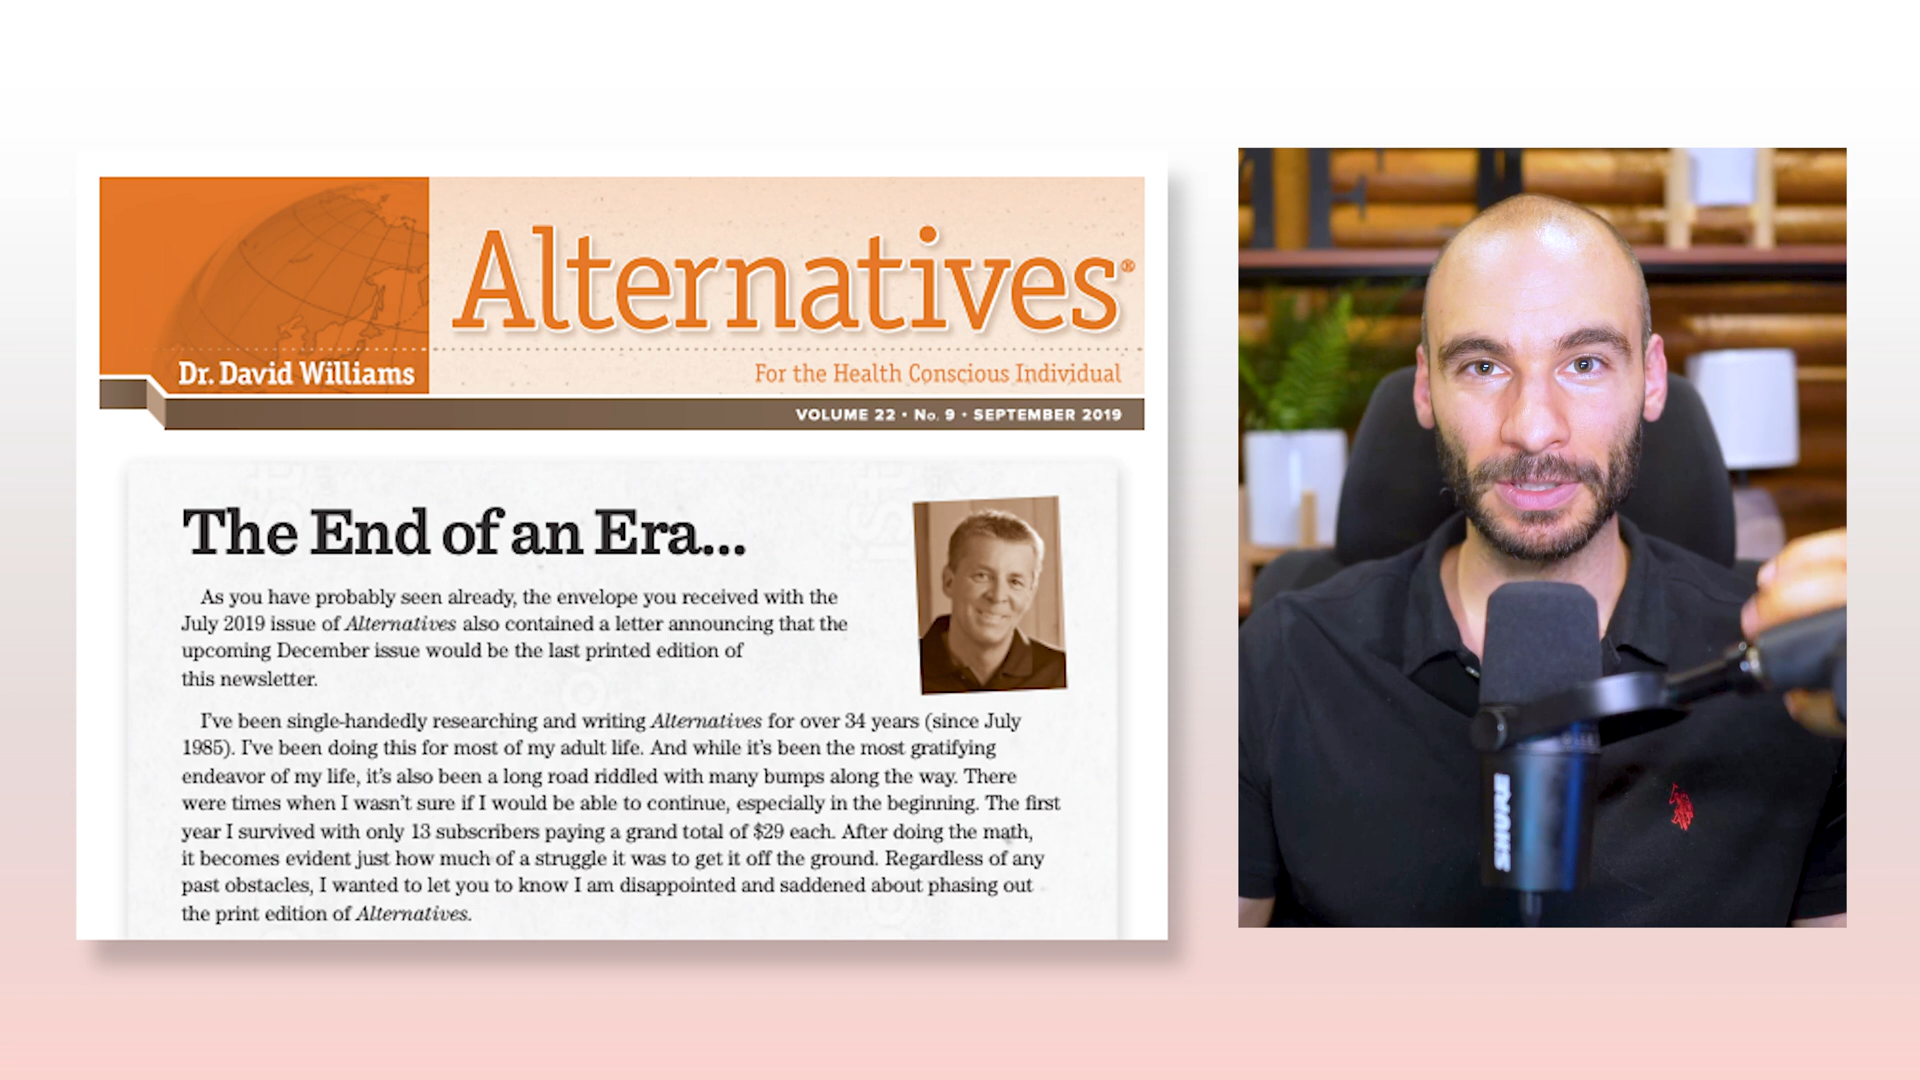 Alternatives®
Dr. David Williams
For the Health Conscious Individual
VOLUME 22 • No. 9 • SEPTEMBER 2019
The End of an Era...
As you have probably seen already, the envelope you received with the
July 2019 issue of Alternatives also contained a letter announcing that the
upcoming December issue would be the last printed edition of
this newsletter.
I've been single-handedly researching and writing Alternatives for over 34 years (since July
1985). I've been doing this for most of my adult life. And while it's been the most gratifying
endeavor of my life, it's also been a long road riddled with many bumps along the way. There
were times when I wasn't sure if I would be able to continue, especially in the beginning. The first
year I survived with only 13 subscribers paying a grand total of $29 each. After doing the math,
it becomes evident just how much of a struggle it was to get it off the ground. Regardless of any
past obstacles, I wanted to let you to know I am disappointed and saddened about phasing out
the print edition of Alternatives.
SHURE